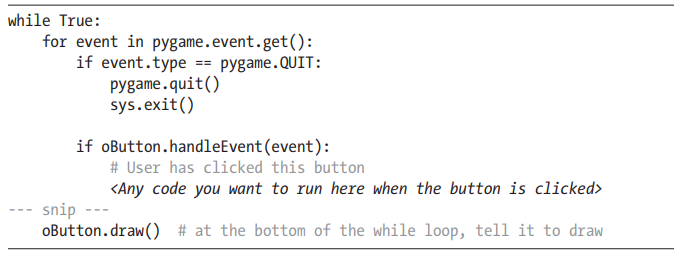 while True:
    for event in pygame.event.get():
        if event.type == pygame.QUIT:
            pygame.quit()
            sys.exit()

        if oButton.handleEvent(event):
            # User has clicked this button
            <Any code you want to run here when the button is clicked>
--- snip ---
    oButton.draw()  # at the bottom of the while loop, tell it to draw